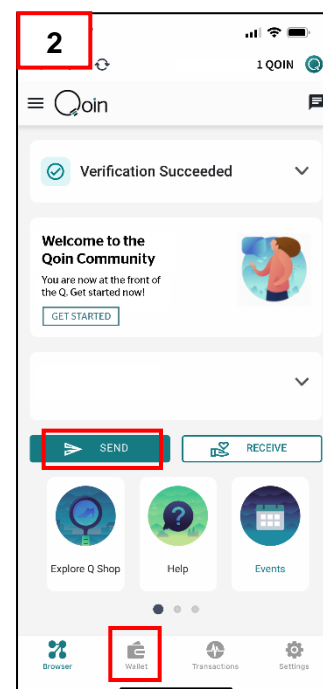 2
1 QOIN
Qoin
Verification Succeeded
Welcome to the
Qoin Community
You are now at the front of
the Q. Get started now!
GET STARTED
SEND
RECEIVE
Explore Q Shop
Help
Events
Browser
Wallet
Transactions
Settings